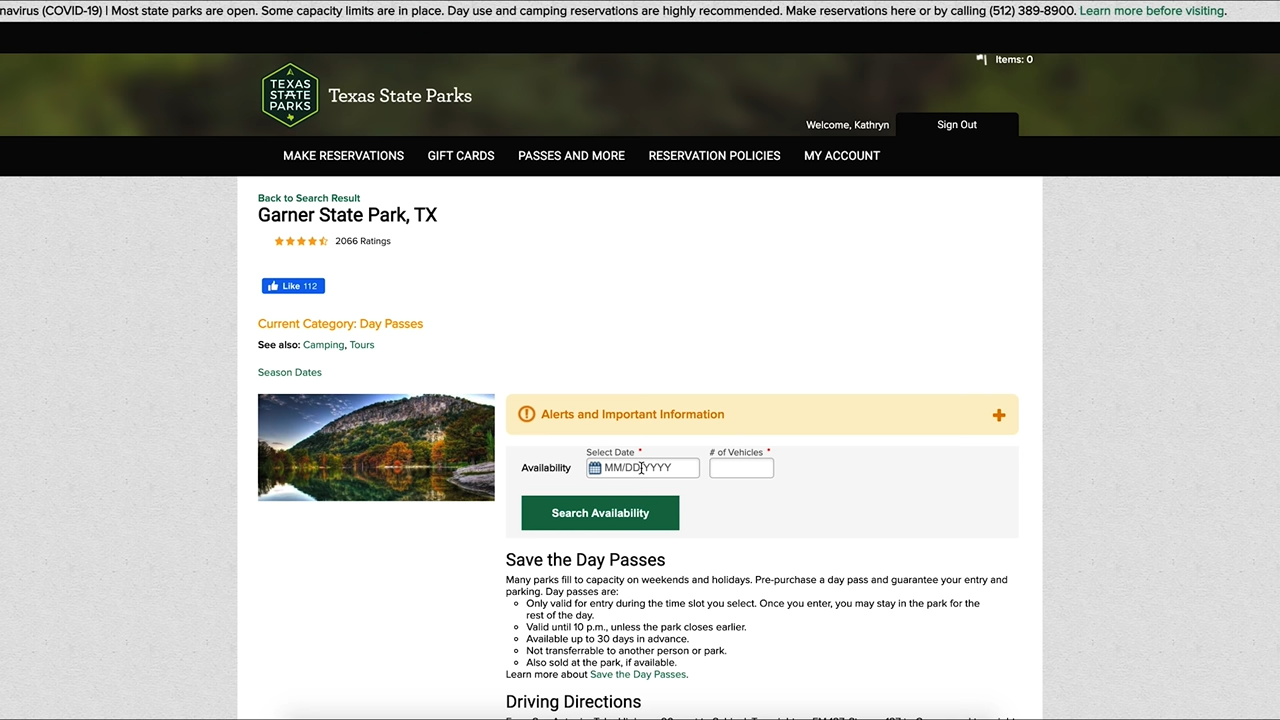 navirus (COVID-19) | Most state parks are open. Some capacity limits are in place. Day use and camping reservations are highly recommended. Make reservations here or by calling (512) 389-8900. Learn more before visiting.
Items: 0
TEXAS
STATE
PARKS
Texas State Parks
Welcome, Kathryn
Sign Out
MAKE RESERVATIONS GIFT CARDS PASSES AND MORE RESERVATION POLICIES MY ACCOUNT
Back to Search Result
Garner State Park, TX
2066 Ratings
Like 112
Current Category: Day Passes
See also: Camping, Tours
Season Dates
Alerts and Important Information
Select Date * # of Vehicles *
Availability MM/DD/YYYY
Search Availability
Save the Day Passes
Many parks fill to capacity on weekends and holidays. Pre-purchase a day pass and guarantee your entry and
parking. Day passes are:
Only valid for entry during the time slot you select. Once you enter, you may stay in the park for the
rest of the day.
Valid until 10 p.m., unless the park closes earlier.
Available up to 30 days in advance.
Not transferrable to another person or park.
Also sold at the park, if available.
Learn more about Save the Day Passes.
Driving Directions